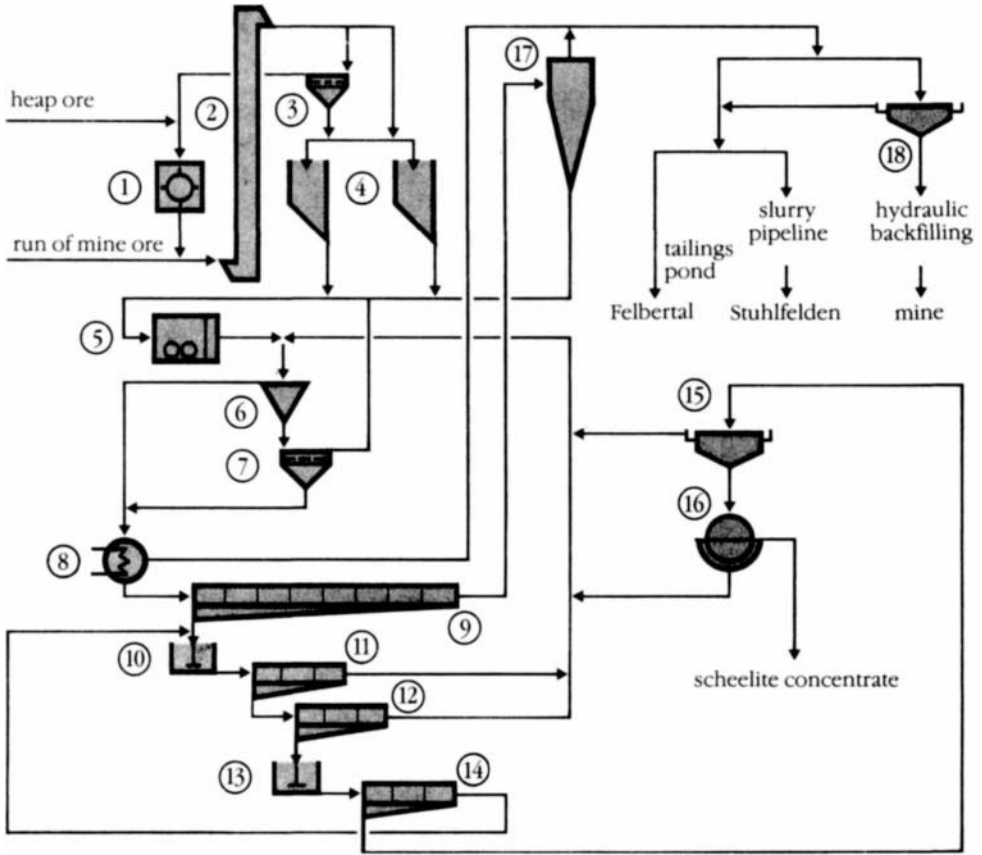 heap ore
run of mine ore
1
2
3
4
5
6
7
8
9
10
11
12
13
14
15
16
17
18
tailings
pond
slurry
pipeline
hydraulic
backfilling
Felbertal
Stuhlfelden
mine
scheelite concentrate